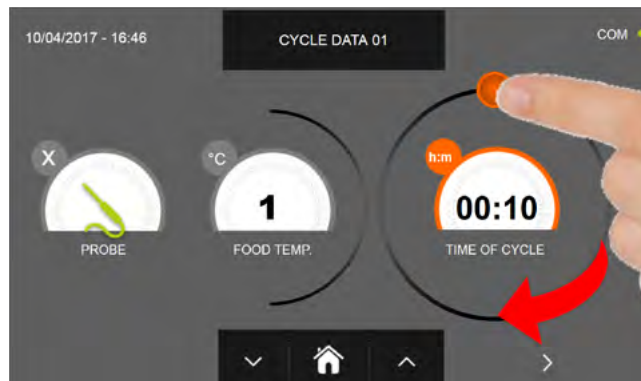 10/04/2017 - 16:46
CYCLE DATA 01
COM
X
°C
h:m
1
00:10
PROBE
FOOD TEMP.
TIME OF CYCLE